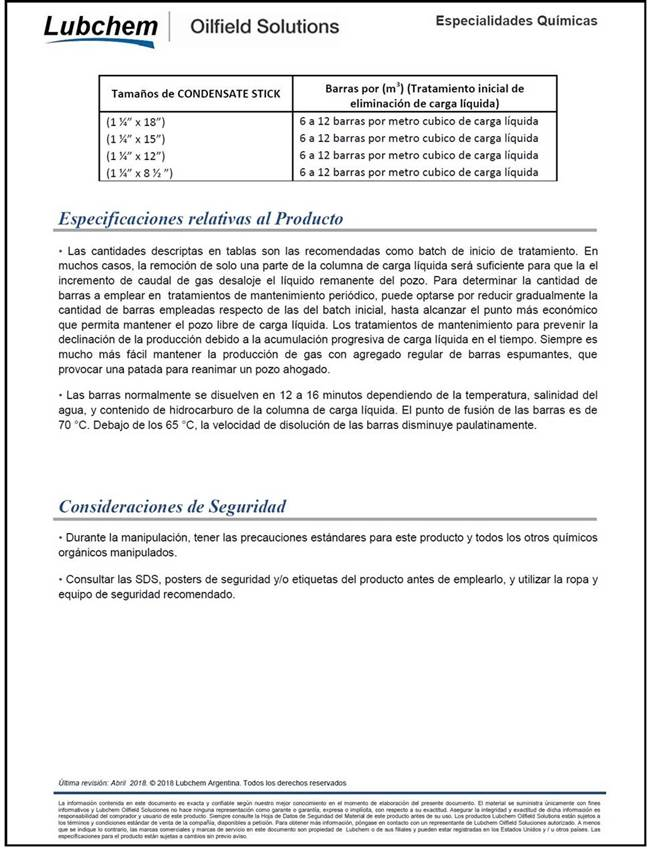 Lubchem Oilfield Solutions Especialidades Químicas
Tamaños de CONDENSATE STICK Barras por (m³) (Tratamiento inicial de
eliminación de carga líquida)
(1 ¼” x 18”) 6 a 12 barras por metro cubico de carga líquida
(1 ¼” x 15”) 6 a 12 barras por metro cubico de carga líquida
(1 ¼” x 12”) 6 a 12 barras por metro cubico de carga líquida
(1 ¼” x 8 ½ ”) 6 a 12 barras por metro cubico de carga líquida
Especificaciones relativas al Producto
• Las cantidades descriptas en tablas son las recomendadas como batch de inicio de tratamiento. En
muchos casos, la remoción de solo una parte de la columna de carga líquida será suficiente para que la el
incremento de caudal de gas desaloje el líquido remanente del pozo. Para determinar la cantidad de
barras a emplear en tratamientos de mantenimiento periódico, puede optarse por reducir gradualmente la
cantidad de barras empleadas respecto de las del batch inicial, hasta alcanzar el punto más económico
que permita mantener el pozo libre de carga líquida. Los tratamientos de mantenimiento para prevenir la
declinación de la producción debido a la acumulación progresiva de carga líquida en el tiempo. Siempre es
mucho más fácil mantener la producción de gas con agregado regular de barras espumantes, que
provocar una patada para reanimar un pozo ahogado.
• Las barras normalmente se disuelven en 12 a 16 minutos dependiendo de la temperatura, salinidad del
agua, y contenido de hidrocarburo de la columna de carga líquida. El punto de fusión de las barras es de
70 °C. Debajo de los 65 °C, la velocidad de disolución de las barras disminuye paulatinamente.
Consideraciones de Seguridad
• Durante la manipulación, tener las precauciones estándares para este producto y todos los otros químicos
orgánicos manipulados.
• Consultar las SDS, posters de seguridad y/o etiquetas del producto antes de emplearlo, y utilizar la ropa y
equipo de seguridad recomendado.
Última revisión: Abril 2018. © 2018 Lubchem Argentina. Todos los derechos reservados
La información contenida en este documento es exacta y confiable según nuestro mejor conocimiento en el momento de elaboración del presente documento. El material se suministra únicamente con fines
informativos y Lubchem Oilfield Soluciones no hace ninguna representación como garante o garantía, expresa o implícita, con respecto a su exactitud. Asegurar la integridad y exactitud de dicha información es
responsabilidad del comprador y usuario de este producto. Siempre consulte la Hoja de Datos de Seguridad del Material de este producto antes de su uso. Los productos Lubchem Oilfield Solutions están sujetos a
los términos y condiciones estándar de venta de la compañía, disponibles a petición. Para obtener más información, póngase en contacto con un representante de Lubchem Oilfield Soluciones autorizado. A menos
que se indique lo contrario, las marcas comerciales y marcas de servicio en este documento son propiedad de Lubchem o de sus filiales y pueden estar registradas en los Estados Unidos y / u otros países. Las
especificaciones para el producto están sujetas a cambios sin previo aviso.